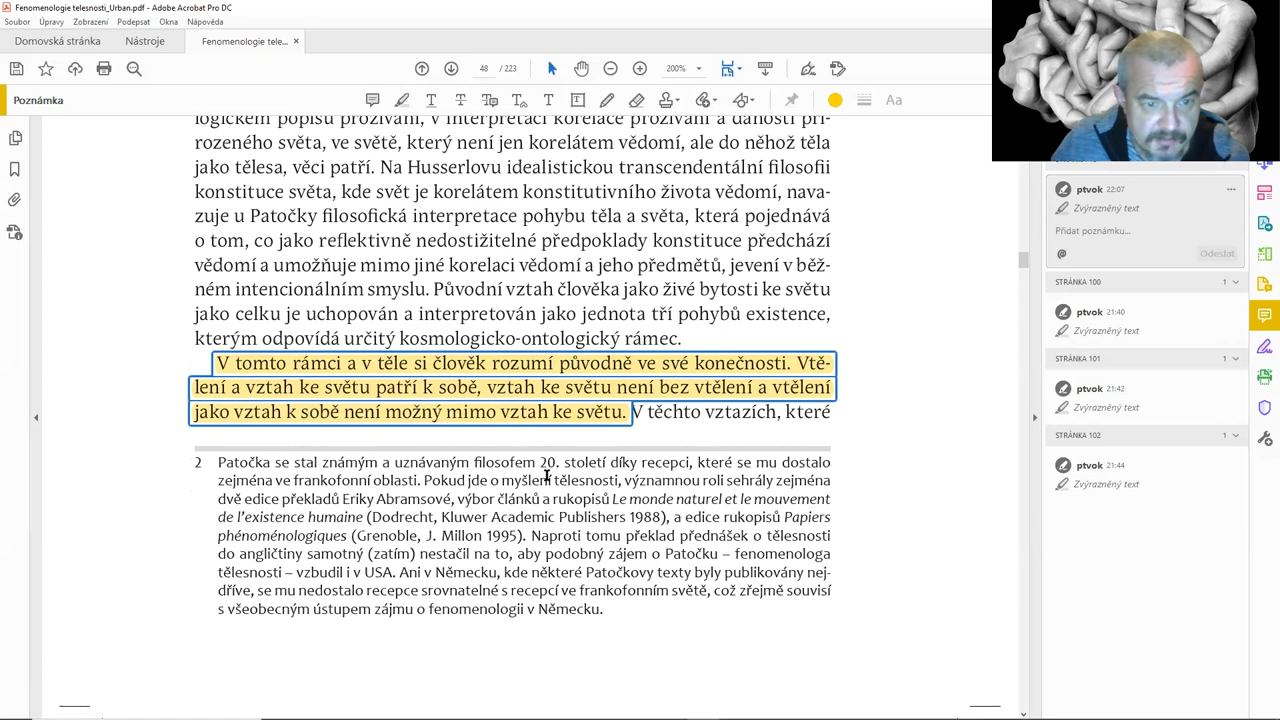 Fenomenologie telesnosti_Urban.pdf - Adobe Acrobat Pro DC
Soubor Úpravy Zobrazení Podepsat Okna Nápověda
Domovská stránka Nástroje Fenomenologie tele... ×
48 / 223 200%
Poznámka
Aa
logickém popisu prožívání, v interpretaci korelace prožívání a danosti při-
rozeného světa, ve světě, který není jen korelátem vědomí, ale do něhož těla
jako tělesa, věci patří. Na Husserlovu idealistickou transcendentální filosofii
konstituce světa, kde svět je korelátem konstitutivního života vědomí, nava-
zuje u Patočky filosofická interpretace pohybu těla a světa, která pojednává
o tom, co jako reflektivně nedostižitelné předpoklady konstituce předchází
vědomí a umožňuje mimo jiné korelaci vědomí a jeho předmětů, jevení v běž-
ném intencionálním smyslu. Původní vztah člověka jako živé bytosti ke světu
jako celku je uchopován a interpretován jako jednota tří pohybů existence,
kterým odpovídá určitý kosmologicko-ontologický rámec.
V tomto rámci a v těle si člověk rozumí původně ve své konečnosti. Vtě-
lení a vztah ke světu patří k sobě, vztah ke světu není bez vtělení a vtělení
jako vztah k sobě není možný mimo vztah ke světu. V těchto vztazích, které
2 Patočka se stal známým a uznávaným filosofem 20. století díky recepci, které se mu dostalo
zejména ve frankofonní oblasti. Pokud jde o myšlení tělesnosti, významnou roli sehrály zejména
dvě edice překladů Eriky Abramsové, výbor článků a rukopisů Le monde naturel et le mouvement
de l'existence humaine (Dodrecht, Kluwer Academic Publishers 1988), a edice rukopisů Papiers
phénoménologiques (Grenoble, J. Millon 1995). Naproti tomu překlad přednášek o tělesnosti
do angličtiny samotný (zatím) nestačil na to, aby podobný zájem o Patočku – fenomenologa
tělesnosti – vzbudil i v USA. Ani v Německu, kde některé Patočkovy texty byly publikovány nej-
dříve, se mu nedostalo recepce srovnatelné s recepcí ve frankofonním světě, což zřejmě souvisí
s všeobecným ústupem zájmu o fenomenologii v Německu.
ptvok 22:07
Zvýrazněný text
Přidat poznámku...
@ Odeslat
STRÁNKA 100 1
ptvok 21:40
Zvýrazněný text
STRÁNKA 101 1
ptvok 21:42
Zvýrazněný text
STRÁNKA 102 1
ptvok 21:44
Zvýrazněný text